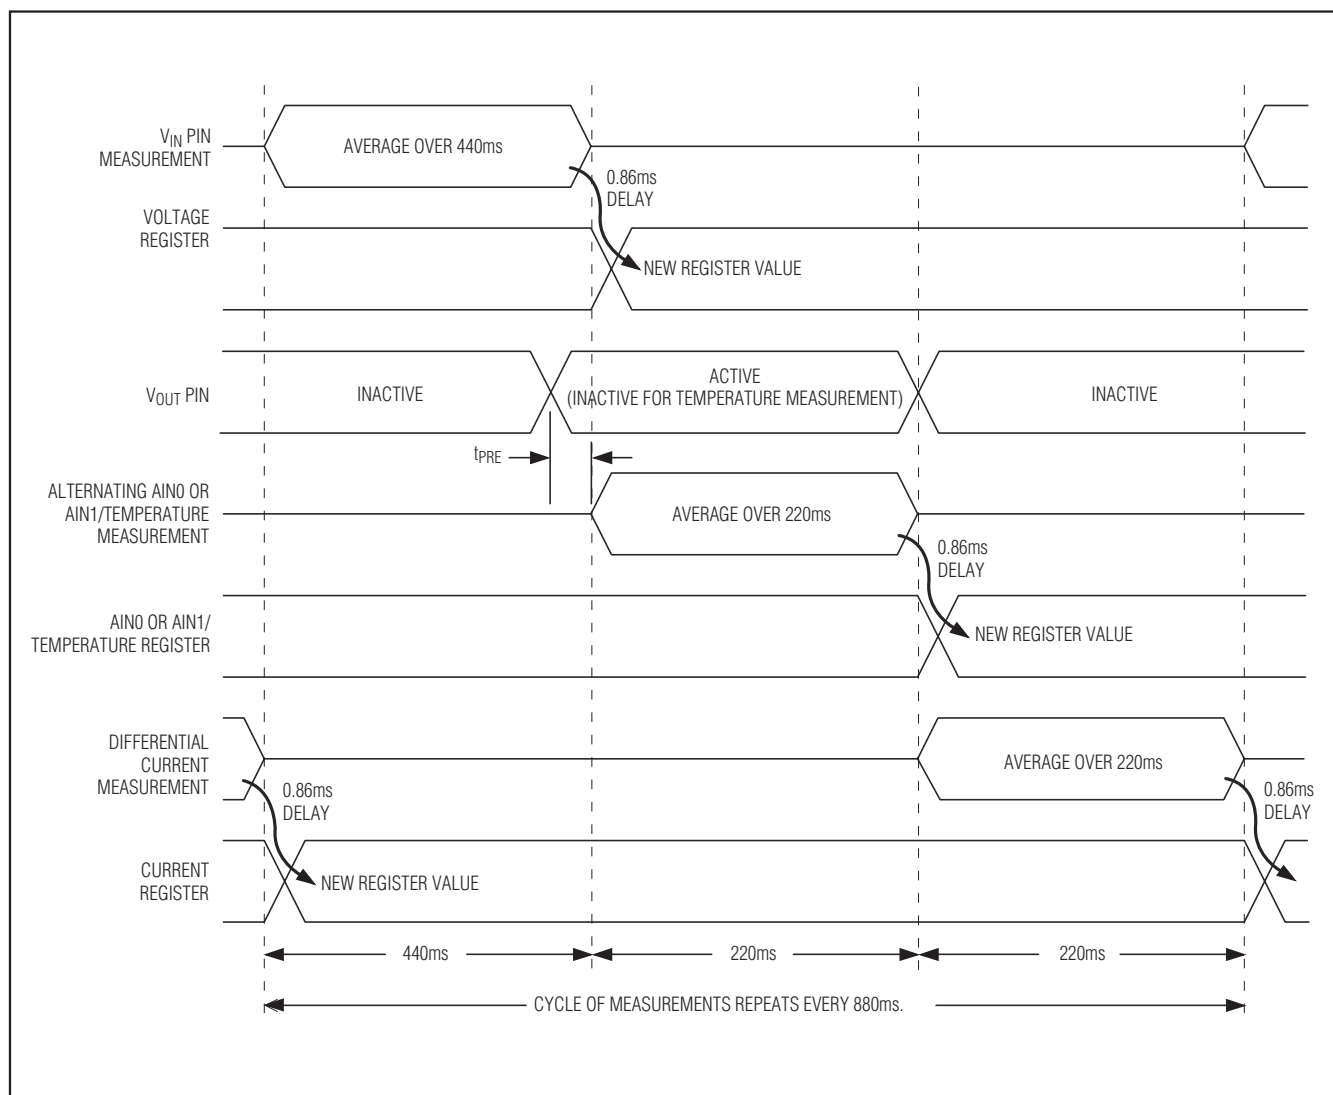 V_IN PIN
MEASUREMENT
AVERAGE OVER 440ms
0.86ms
DELAY
VOLTAGE
REGISTER
NEW REGISTER VALUE
V_OUT PIN
INACTIVE
ACTIVE
(INACTIVE FOR TEMPERATURE MEASUREMENT)
INACTIVE
t_PRE
ALTERNATING AIN0 OR
AIN1/TEMPERATURE
MEASUREMENT
AVERAGE OVER 220ms
0.86ms
DELAY
AIN0 OR AIN1/
TEMPERATURE REGISTER
NEW REGISTER VALUE
DIFFERENTIAL
CURRENT
MEASUREMENT
0.86ms
DELAY
AVERAGE OVER 220ms
0.86ms
DELAY
CURRENT
REGISTER
NEW REGISTER VALUE
440ms
220ms
220ms
CYCLE OF MEASUREMENTS REPEATS EVERY 880ms.